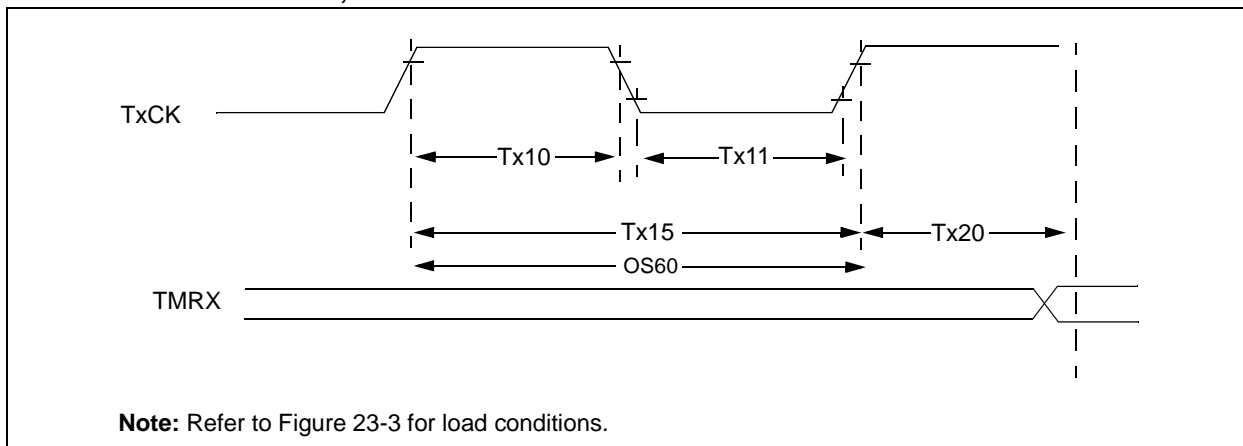 TxCK
Tx10
Tx11
Tx15
Tx20
OS60
TMRX
Note: Refer to Figure 23-3 for load conditions.